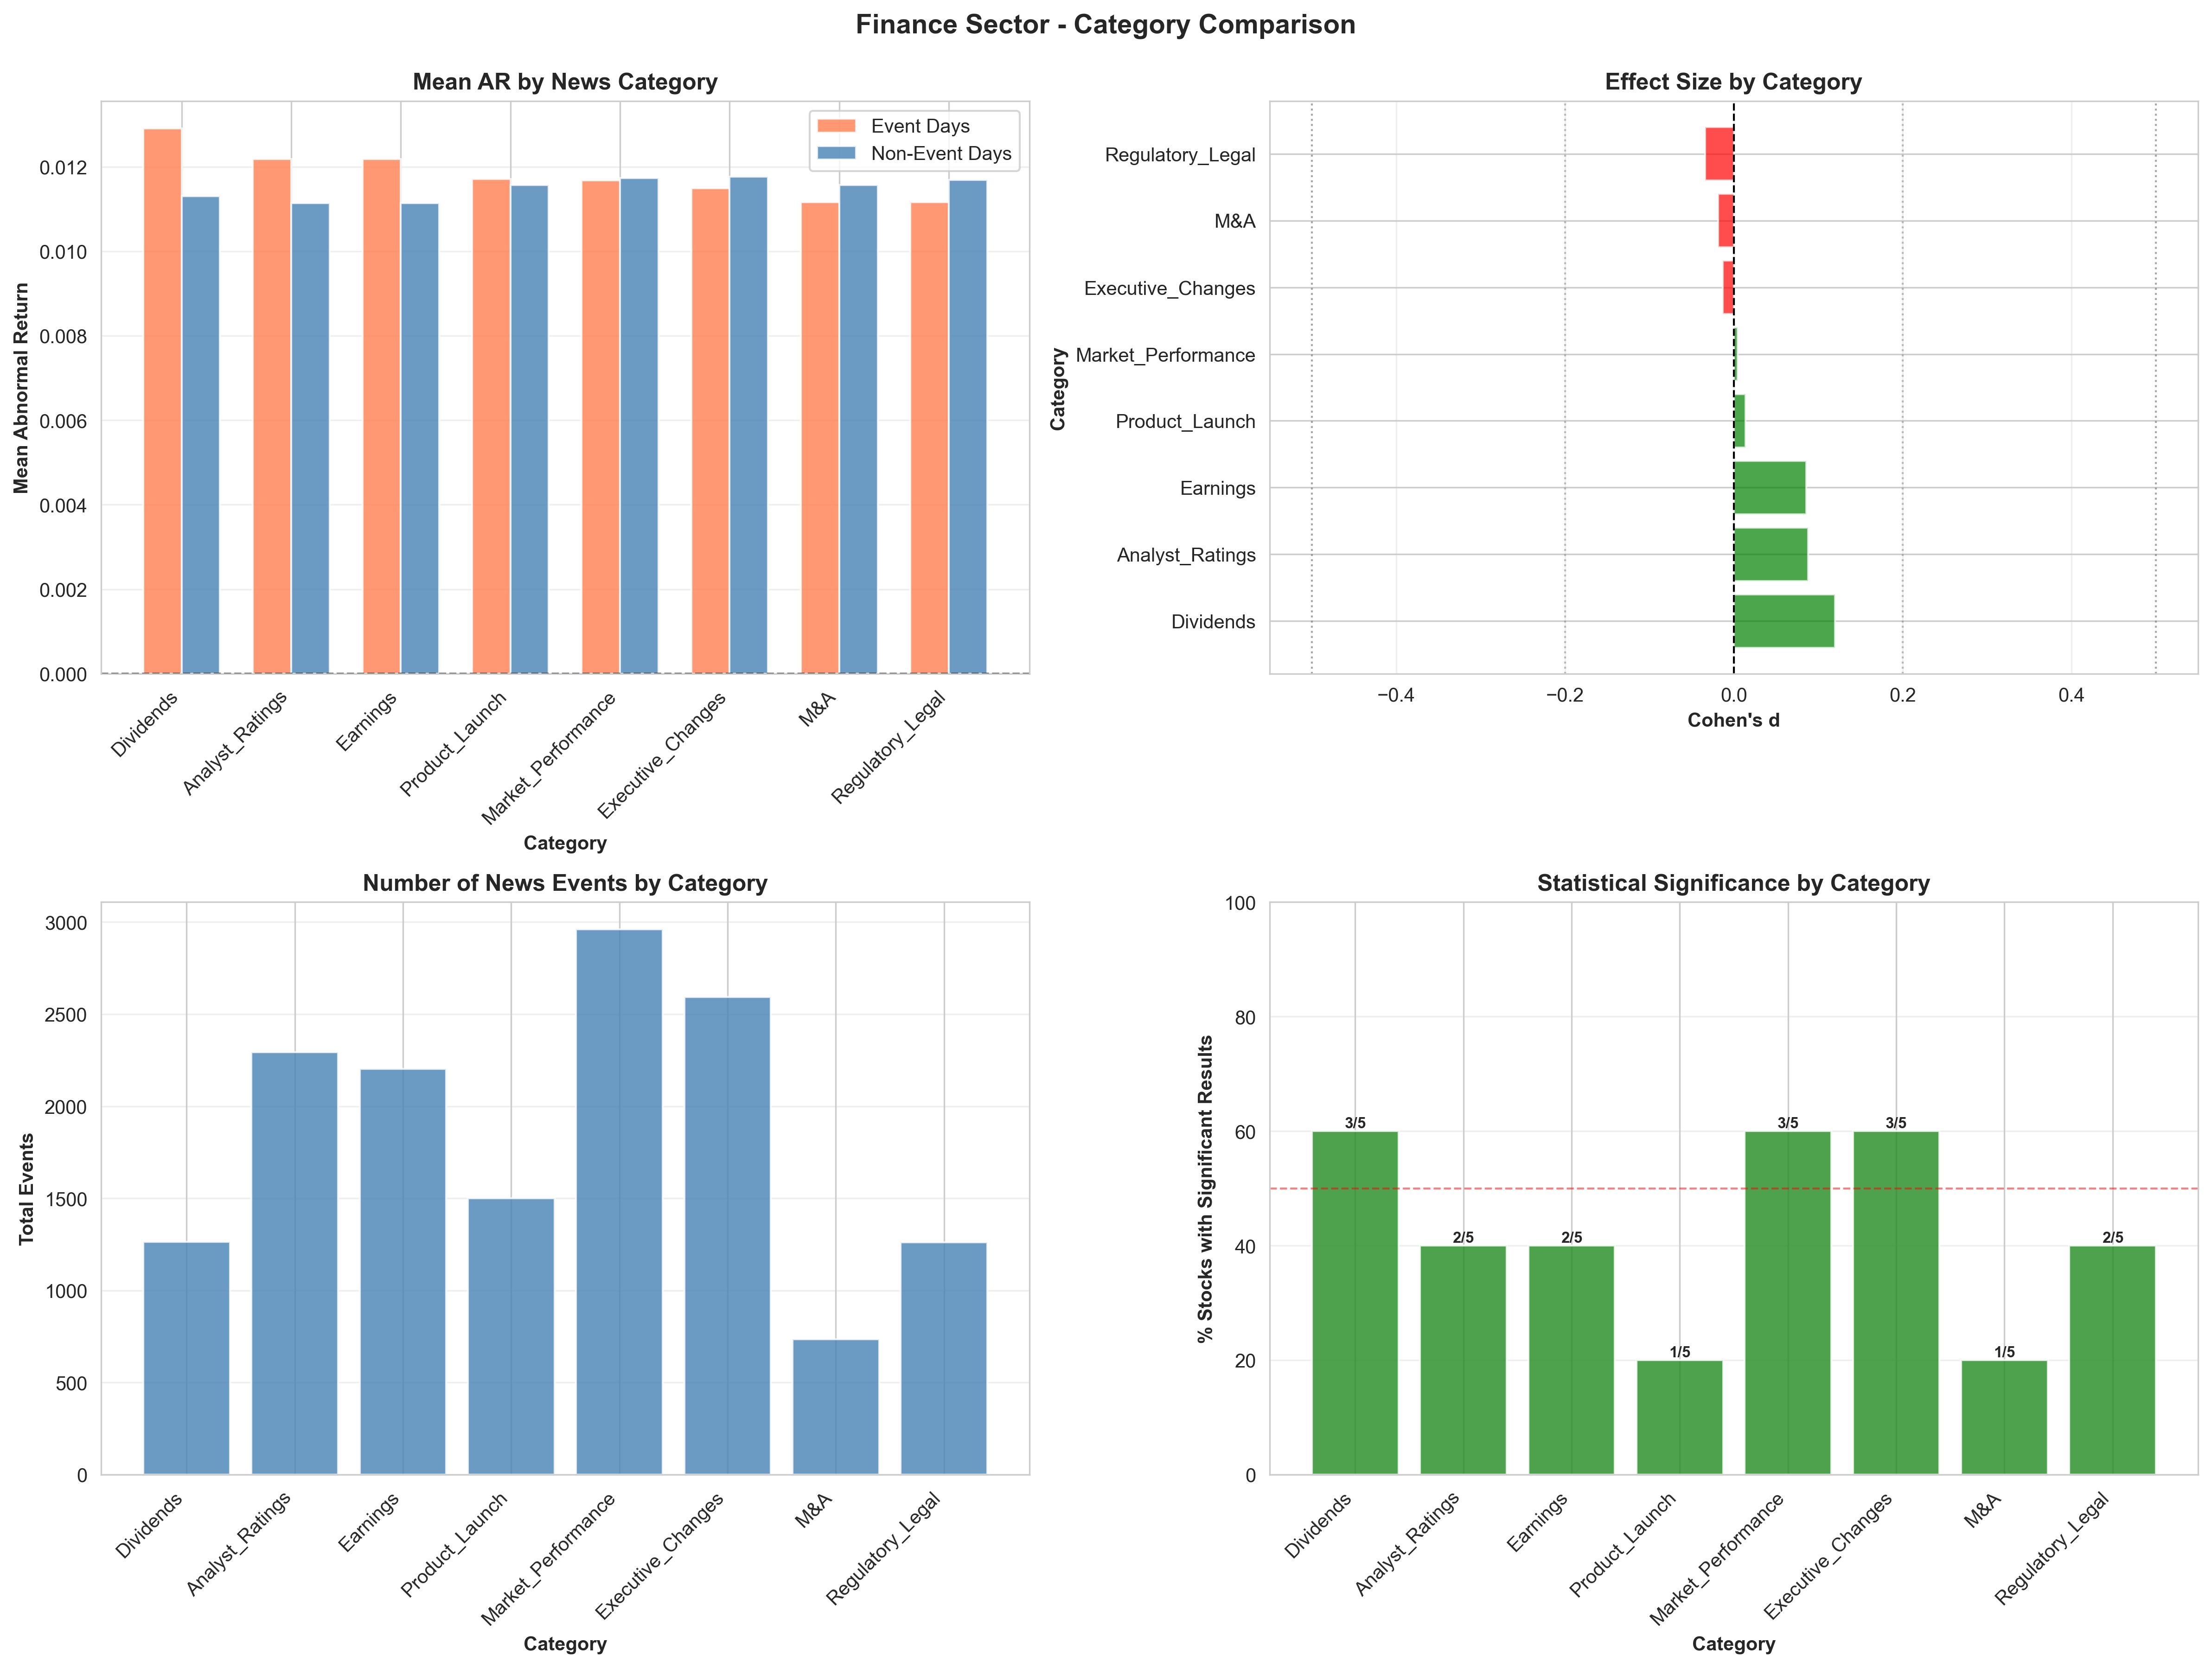 Finance Sector - Category Comparison
Mean AR by News Category
Event Days
Non-Event Days
Mean Abnormal Return
0.012
0.010
0.008
0.006
0.004
0.002
0.000
Dividends
Analyst_Ratings
Earnings
Product_Launch
Market_Performance
Executive_Changes
M&A
Regulatory_Legal
Category
Effect Size by Category
Category
Regulatory_Legal
M&A
Executive_Changes
Market_Performance
Product_Launch
Earnings
Analyst_Ratings
Dividends
−0.4
−0.2
0.0
0.2
0.4
Cohen's d
Number of News Events by Category
Total Events
3000
2500
2000
1500
1000
500
0
Dividends
Analyst_Ratings
Earnings
Product_Launch
Market_Performance
Executive_Changes
M&A
Regulatory_Legal
Category
Statistical Significance by Category
% Stocks with Significant Results
100
80
60
40
20
0
3/5
2/5
2/5
1/5
3/5
3/5
1/5
2/5
Dividends
Analyst_Ratings
Earnings
Product_Launch
Market_Performance
Executive_Changes
M&A
Regulatory_Legal
Category